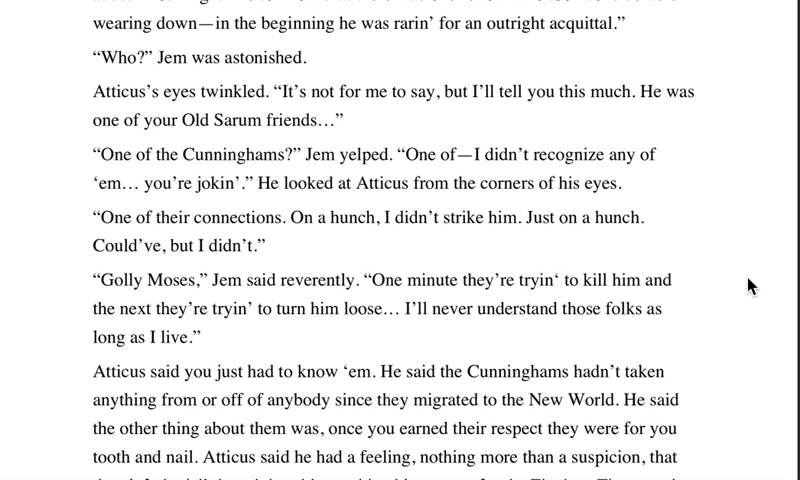 wearing down—in the beginning he was rarin’ for an outright acquittal.”
“Who?” Jem was astonished.
Atticus’s eyes twinkled. “It’s not for me to say, but I’ll tell you this much. He was
one of your Old Sarum friends…”
“One of the Cunninghams?” Jem yelped. “One of—I didn’t recognize any of
‘em… you’re jokin’.” He looked at Atticus from the corners of his eyes.
“One of their connections. On a hunch, I didn’t strike him. Just on a hunch.
Could’ve, but I didn’t.”
“Golly Moses,” Jem said reverently. “One minute they’re tryin‘ to kill him and
the next they’re tryin’ to turn him loose… I’ll never understand those folks as
long as I live.”
Atticus said you just had to know ‘em. He said the Cunninghams hadn’t taken
anything from or off of anybody since they migrated to the New World. He said
the other thing about them was, once you earned their respect they were for you
tooth and nail. Atticus said he had a feeling, nothing more than a suspicion, that